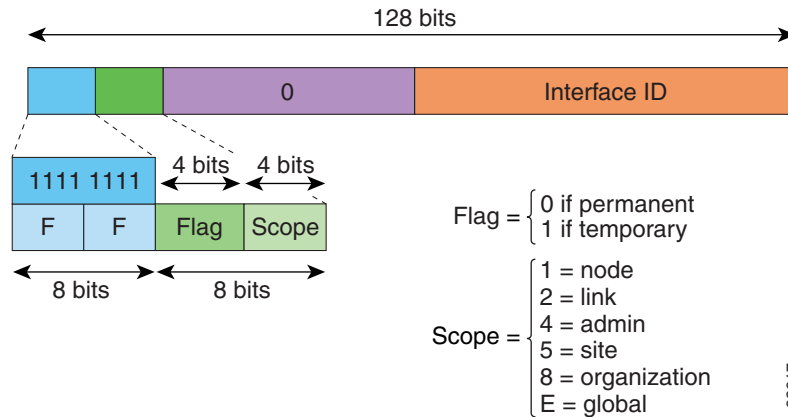 128 bits
0
Interface ID
4 bits
4 bits
1111 1111
F
F
Flag
Scope
8 bits
8 bits
Flag =
0 if permanent
1 if temporary
Scope =
1 = node
2 = link
4 = admin
5 = site
8 = organization
E = global